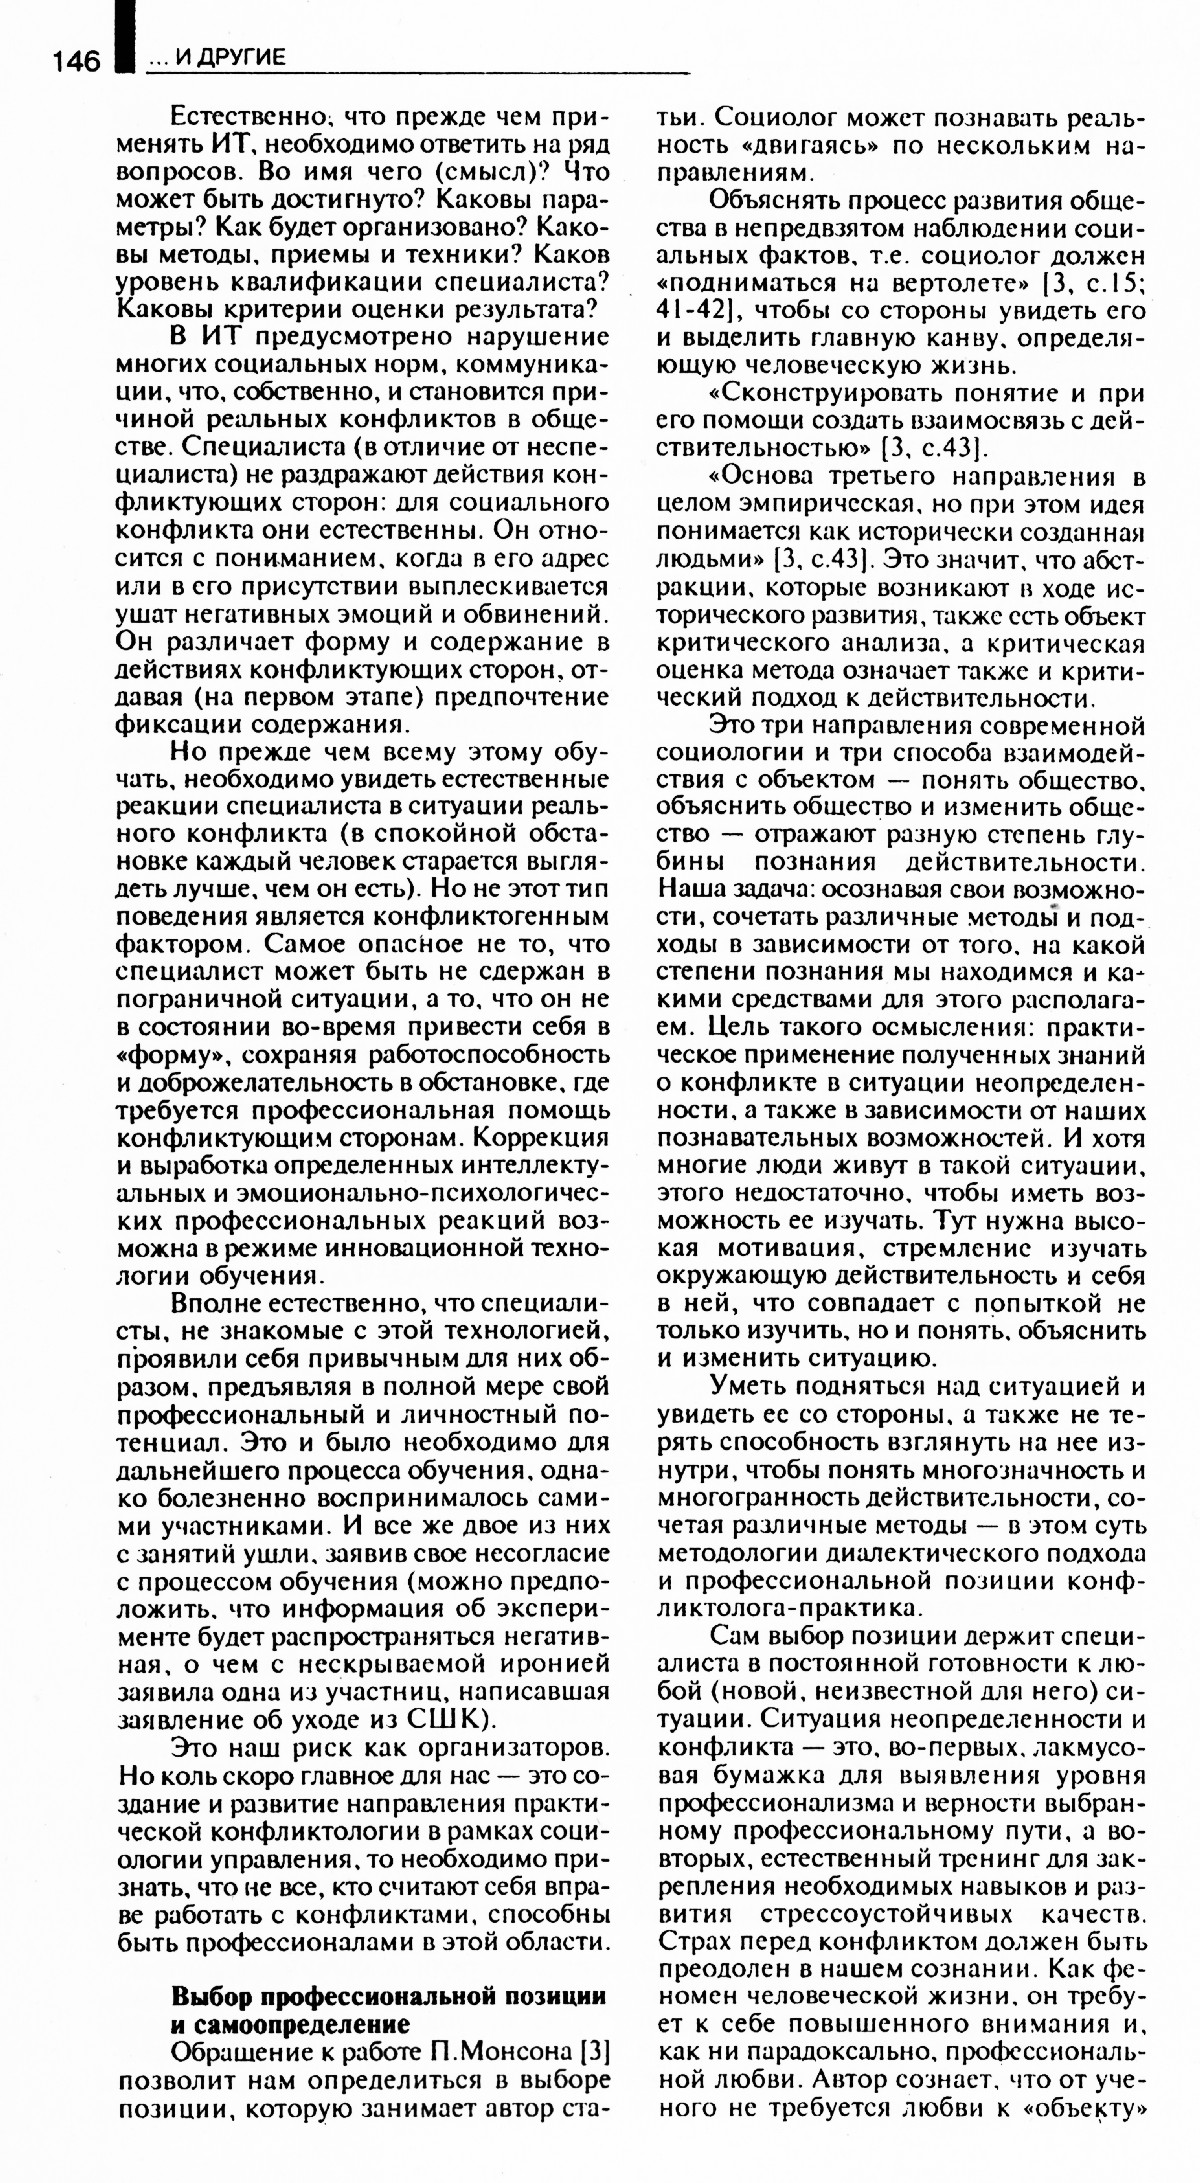 146
... И ДРУГИЕ
Естественно, что прежде чем при-
менять ИТ, необходимо ответить на ряд
вопросов. Во имя чего (смысл)? Что
может быть достигнуто? Каковы пара-
метры? Как будет организовано? Како-
вы методы, приемы и техники? Каков
уровень квалификации специалиста?
Каковы критерии оценки результата?
В ИТ предусмотрено нарушение
многих социальных норм, коммуника-
ции, что, собственно, и становится при-
чиной реальных конфликтов в обще-
стве. Специалиста (в отличие от неспе-
циалиста) не раздражают действия кон-
фликтующих сторон: для социального
конфликта они естественны. Он отно-
сится с пониманием, когда в его адрес
или в его присутствии выплескивается
ушат негативных эмоций и обвинений.
Он различает форму и содержание в
действиях конфликтующих сторон, от-
давая (на первом этапе) предпочтение
фиксации содержания.
Но прежде чем всему этому обу-
чать, необходимо увидеть естественные
реакции специалиста в ситуации реаль-
ного конфликта (в спокойной обста-
новке каждый человек старается выгля-
деть лучше, чем он есть). Но не этот тип
поведения является конфликтогенным
фактором. Самое опасное не то, что
специалист может быть не сдержан в
пограничной ситуации, а то, что он не
в состоянии во-время привести себя в
«форму», сохраняя работоспособность
и доброжелательность в обстановке, где
требуется профессиональная помощь
конфликтующим сторонам. Коррекция
и выработка определенных интеллекту-
альных и эмоционально-психологичес-
ких профессиональных реакций воз-
можна в режиме инновационной техно-
логии обучения.
Вполне естественно, что специали-
сты, не знакомые с этой технологией,
проявили себя привычным для них об-
разом, предъявляя в полной мере свой
профессиональный и личностный по-
тенциал. Это и было необходимо для
дальнейшего процесса обучения, одна-
ко болезненно воспринималось сами-
ми участниками. И все же двое из них
с занятий ушли, заявив свое несогласие
с процессом обучения (можно предпо-
ложить, что информация об экспери-
менте будет распространяться негатив-
ная, о чем с нескрываемой иронией
заявила одна из участниц, написавшая
заявление об уходе из СШК).
Это наш риск как организаторов.
Но коль скоро главное для нас — это со-
здание и развитие направления практи-
ческой конфликтологии в рамках соци-
ологии управления, то необходимо при-
знать, что не все, кто считают себя впра-
ве работать с конфликтами, способны
быть профессионалами в этой области.
Выбор профессиональной позиции
и самоопределение
Обращение к работе П.Монсона [3]
позволит нам определиться в выборе
позиции, которую занимает автор ста-
тьи. Социолог может познавать реаль-
ность «двигаясь» по нескольким на-
правлениям.
Объяснять процесс развития обще-
ства в непредвзятом наблюдении соци-
альных фактов, т.е. социолог должен
«подниматься на вертолете» [3, с.15;
41-42], чтобы со стороны увидеть его
и выделить главную канву, определя-
ющую человеческую жизнь.
«Сконструировать понятие и при
его помощи создать взаимосвязь с дей-
ствительностью» [3, с.43].
«Основа третьего направления в
целом эмпирическая, но при этом идея
понимается как исторически созданная
людьми» [3, с.43]. Это значит, что абст-
ракции, которые возникают в ходе ис-
торического развития, также есть объект
критического анализа, а критическая
оценка метода означает также и крити-
ческий подход к действительности.
Это три направления современной
социологии и три способа взаимодей-
ствия с объектом — понять общество,
объяснить общество и изменить обще-
ство — отражают разную степень глу-
бины познания действительности.
Наша задача: осознавая свои возможно-
сти, сочетать различные методы и под-
ходы в зависимости от того, на какой
степени познания мы находимся и ка-
кими средствами для этого располага-
ем. Цель такого осмысления: практи-
ческое применение полученных знаний
о конфликте в ситуации неопределен-
ности, а также в зависимости от наших
познавательных возможностей. И хотя
многие люди живут в такой ситуации,
этого недостаточно, чтобы иметь воз-
можность ее изучать. Тут нужна высо-
кая мотивация, стремление изучать
окружающую действительность и себя
в ней, что совпадает с попыткой не
только изучить, но и понять, объяснить
и изменить ситуацию.
Уметь подняться над ситуацией и
увидеть ее со стороны, а также не те-
рять способность взглянуть на нее из-
нутри, чтобы понять многозначность и
многогранность действительности, со-
четая различные методы — в этом суть
методологии диалектического подхода
и профессиональной позиции конф-
ликтолога-практика.
Сам выбор позиции держит специ-
алиста в постоянной готовности к лю-
бой (новой, неизвестной для него) си-
туации. Ситуация неопределенности и
конфликта — это, во-первых, лакмусо-
вая бумажка для выявления уровня
профессионализма и верности выбран-
ному профессиональному пути, а во-
вторых, естественный тренинг для зак-
репления необходимых навыков и раз-
вития стрессоустойчивых качеств.
Страх перед конфликтом должен быть
преодолен в нашем сознании. Как фе-
номен человеческой жизни, он требу-
ет к себе повышенного внимания и,
как ни парадоксально, профессиональ-
ной любви. Автор сознает, что от уче-
ного не требуется любви к «объекту»